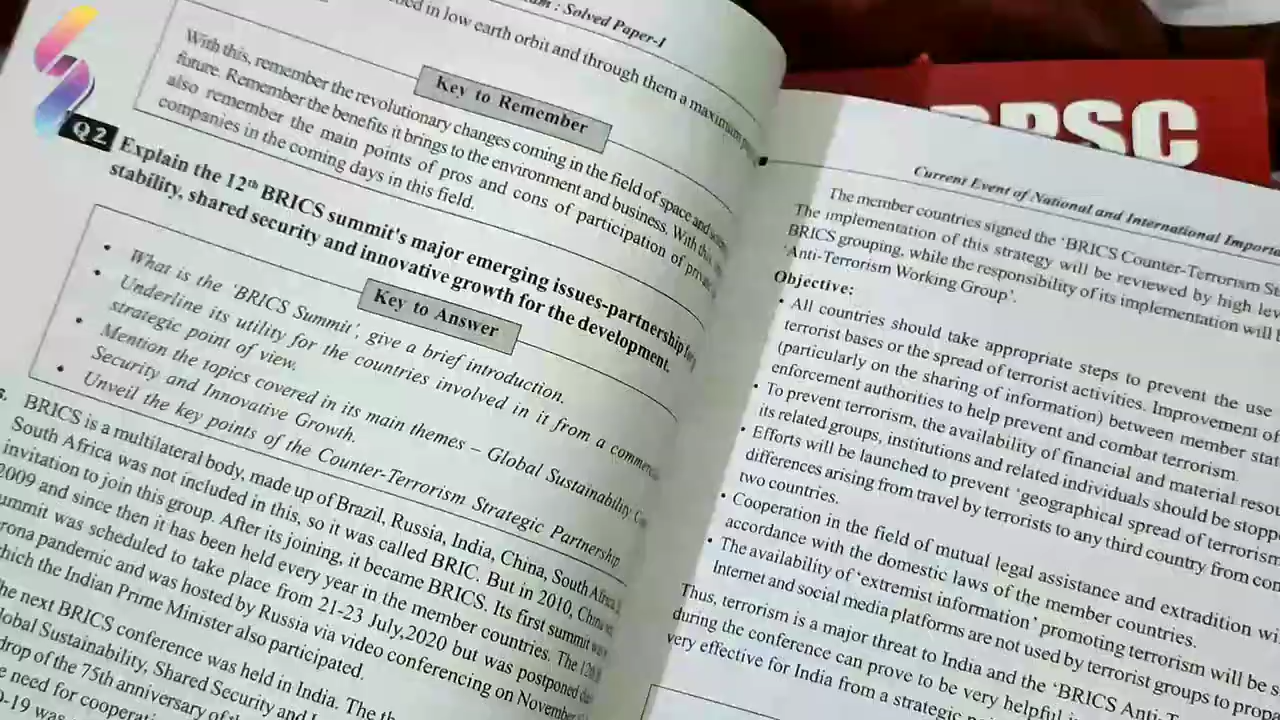 am : Solved Paper-I
in low earth orbit and through them a maximum
Key to Remember
With this, remember the revolutionary changes coming in the field of space and
future. Remember the benefits it brings to the environment and business. With this,
also remember the main points of pros and cons of participation of private
companies in the coming days in this field.
Q2
Explain the 12th BRICS summit's major emerging issues-partnership for
stability, shared security and innovative growth for the development.
Key to Answer
• What is the 'BRICS Summit', give a brief introduction.
• Underline its utility for the countries involved in it from a commercial
strategic point of view.
• Mention the topics covered in its main themes – Global Sustainability,
Security and Innovative Growth.
• Unveil the key points of the Counter-Terrorism Strategic Partnership
BRICS is a multilateral body, made up of Brazil, Russia, India, China, South Africa.
South Africa was not included in this, so it was called BRIC. But in 2010, China
invitation to join this group. After its joining, it became BRICS. Its first summit was
2009 and since then it has been held every year in the member countries. The 12th
summit was scheduled to take place from 21-23 July,2020 but was postponed
pandemic and was hosted by Russia via video conferencing on November
which the Indian Prime Minister also participated.
next BRICS conference was held in India. The
Global Sustainability, Shared Security and
of the 75th anniversary of
need for
BPSC
Current Event of National and International
The member countries signed the 'BRICS Counter-Terrorism
The implementation of this strategy will be reviewed by high
BRICS grouping, while the responsibility of its implementation will
'Anti-Terrorism Working Group'.
Objective:
• All countries should take appropriate steps to prevent the use
terrorist bases or the spread of terrorist activities. Improvement of
(particularly on the sharing of information) between member
enforcement authorities to help prevent and combat terrorism.
• To prevent terrorism, the availability of financial and material
its related groups, institutions and related individuals should be
• Efforts will be launched to prevent 'geographical spread of terrorism
differences arising from travel by terrorists to any third country from
two countries.
• Cooperation in the field of mutual legal assistance and extradition
accordance with the domestic laws of the member countries.
• The availability of 'extremist information' promoting terrorism will be
Internet and social media platforms are not used by terrorist groups to
Thus, terrorism is a major threat to India and the 'BRICS
during the conference can prove to be very helpful
very effective for India from a strategic